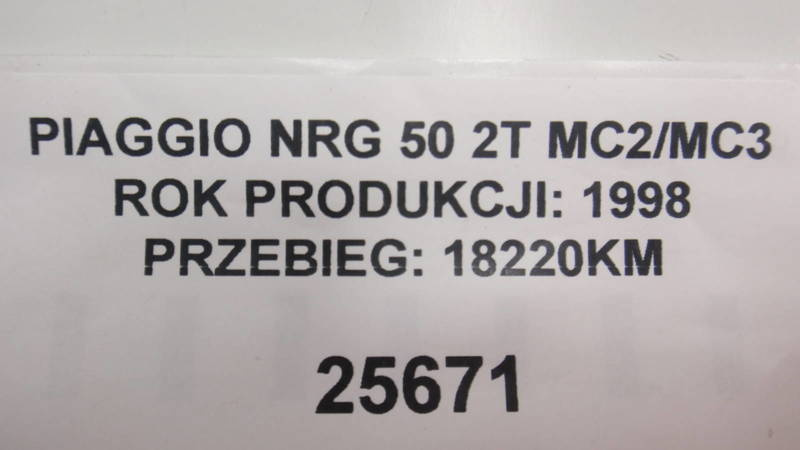 PIAGGIO NRG 50 2T MC2/MC3
ROK PRODUKCJI: 1998
PRZEBIEG: 18220KM
25671